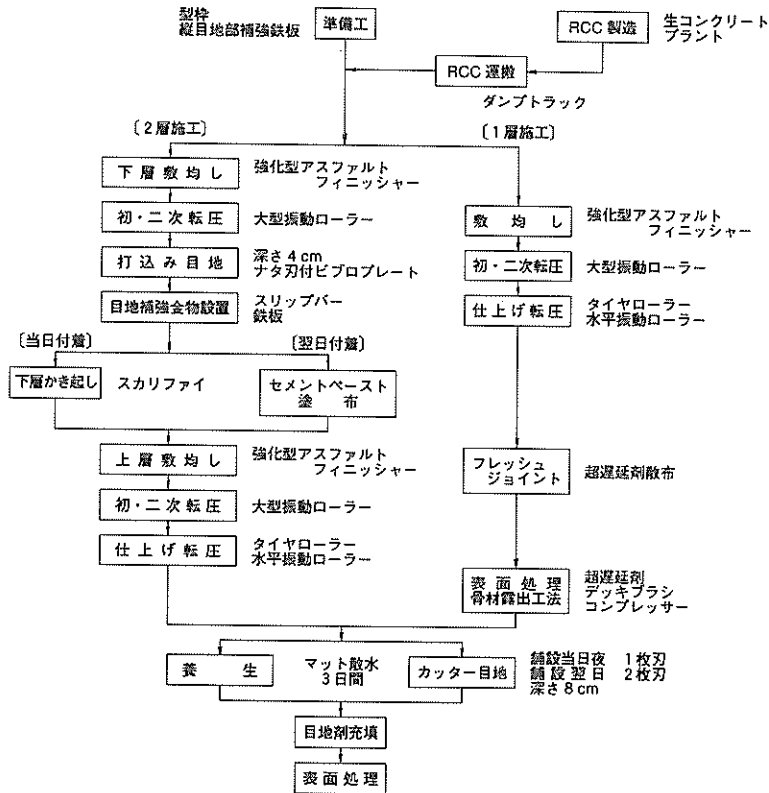 型枠
縦目地部補強鉄板
準備工
RCC 製造
生コンクリート
プラント
RCC 運搬
ダンプトラック
〔2層施工〕
〔1層施工〕
下層敷均し
強化型アスファルト
フィニッシャー
初・二次転圧
大型振動ローラー
打込み目地
深さ4cm
ナタ刃付ビブロプレート
目地補強金物設置
スリップバー
鉄板
〔当日付着〕
〔翌日付着〕
下層かき起し
スカリファイ
セメントペースト
塗布
上層敷均し
強化型アスファルト
フィニッシャー
初・二次転圧
大型振動ローラー
仕上げ転圧
タイヤローラー
水平振動ローラー
敷均し
強化型アスファルト
フィニッシャー
初・二次転圧
大型振動ローラー
仕上げ転圧
タイヤローラー
水平振動ローラー
フレッシュ
ジョイント
超遅延剤散布
表面処理
骨材露出工法
超遅延剤
デッキブラシ
コンプレッサー
養生
マット散水
3日間
カッター目地
舗設当日夜 1枚刃
舗設翌日 2枚刃
深さ8cm
目地剤充填
表面処理